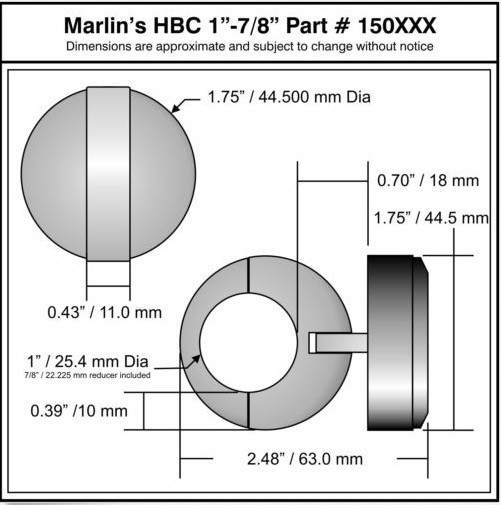 Marlin's HBC 1”-7/8” Part # 150XXX
Dimensions are approximate and subject to change without notice
1.75” / 44.500 mm Dia
0.70” / 18 mm
1.75” / 44.5 mm
0.43” / 11.0 mm
1” / 25.4 mm Dia
7/8” / 22.225 mm reducer included
0.39” /10 mm
2.48” / 63.0 mm